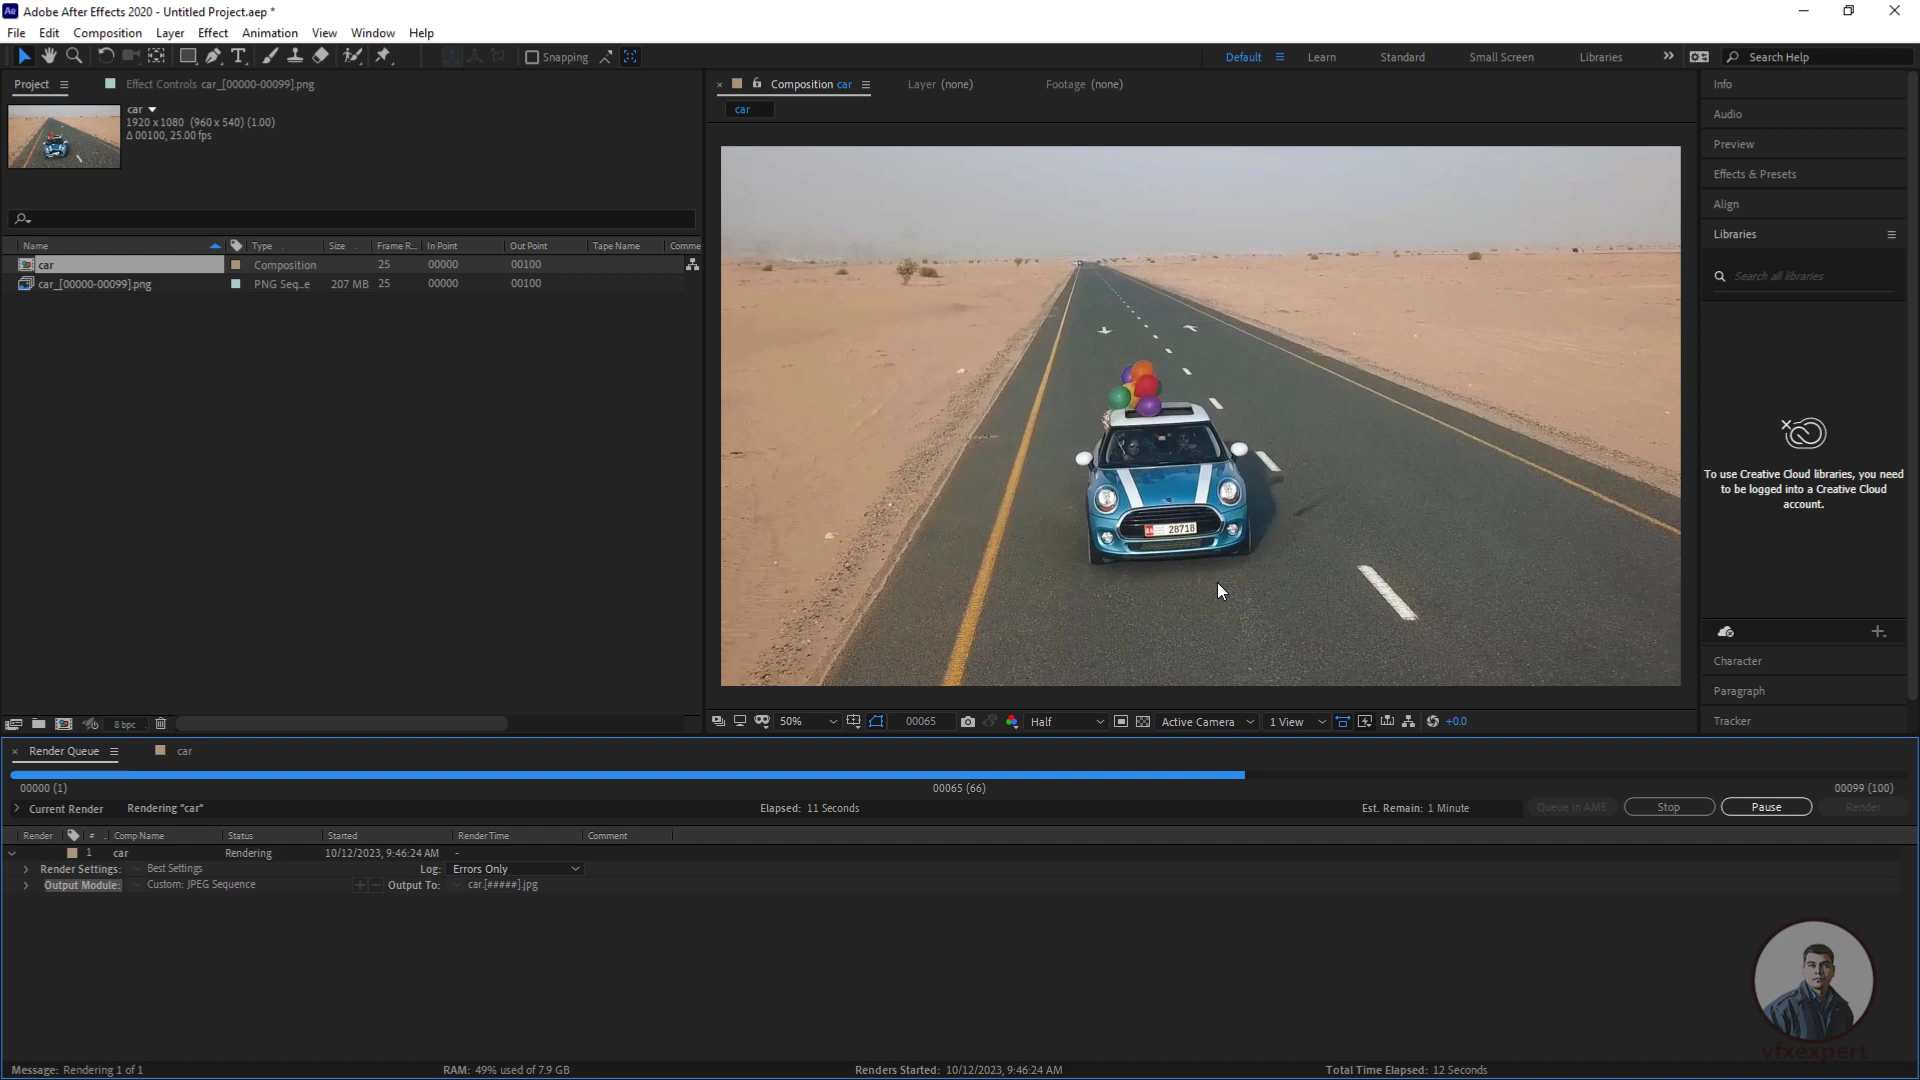 Adobe After Effects 2020 - Untitled Project.aep *
File Edit Composition Layer Effect Animation View Window Help
Snapping Default Learn Standard Small Screen Libraries Search Help
Project Effect Controls car_[00000-00099].png
car
1920 x 1080 (960 x 540) (1.00)
Δ 00100, 25.00 fps
Name Type Size Frame R... In Point Out Point Tape Name Comme
car Composition 25 00000 00100
car_[00000-00099].png PNG Seq...e 207 MB 25 00000 00100
8 bpc
Composition car Layer (none) Footage (none)
car
28718
50% 00065 Half Active Camera 1 View +0.0
Info
Audio
Preview
Effects & Presets
Align
Libraries
Search all libraries
To use Creative Cloud libraries, you need
to be logged into a Creative Cloud
account.
Character
Paragraph
Tracker
Render Queue car
00000 (1) 00065 (66) 00099 (100)
Current Render Rendering "car" Elapsed: 11 Seconds Est. Remain: 1 Minute Queue in AME Stop Pause Render
Render # Comp Name Status Started Render Time Comment
1 car Rendering 10/12/2023, 9:46:24 AM -
Render Settings: Best Settings Log: Errors Only
Output Module: Custom: JPEG Sequence Output To: car.[#####].jpg
vfxexpert
Message: Rendering 1 of 1 RAM: 49% used of 7.9 GB Renders Started: 10/12/2023, 9:46:24 AM Total Time Elapsed: 12 Seconds